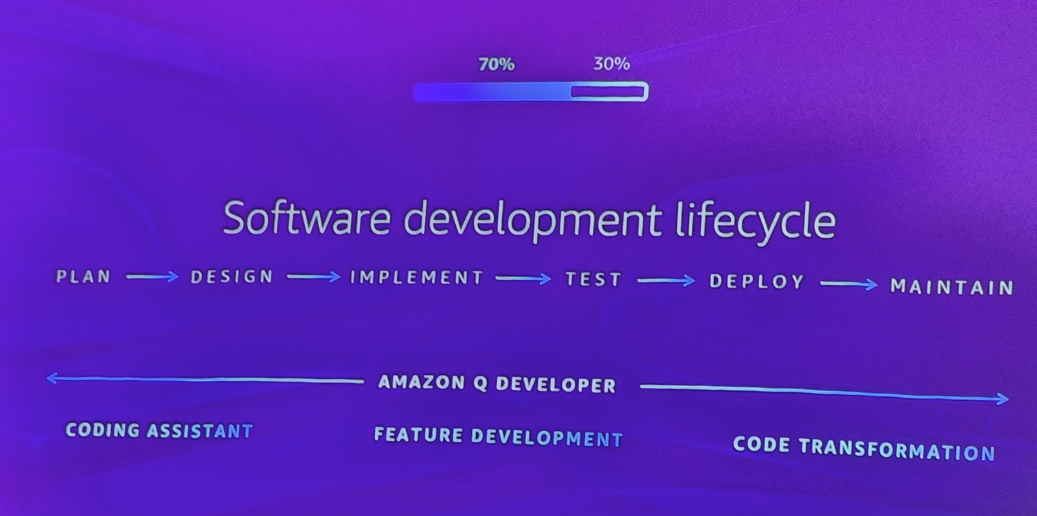 70% 30%
Software development lifecycle
PLAN → DESIGN → IMPLEMENT → TEST → DEPLOY → MAINTAIN
AMAZON Q DEVELOPER
CODING ASSISTANT FEATURE DEVELOPMENT CODE TRANSFORMATION